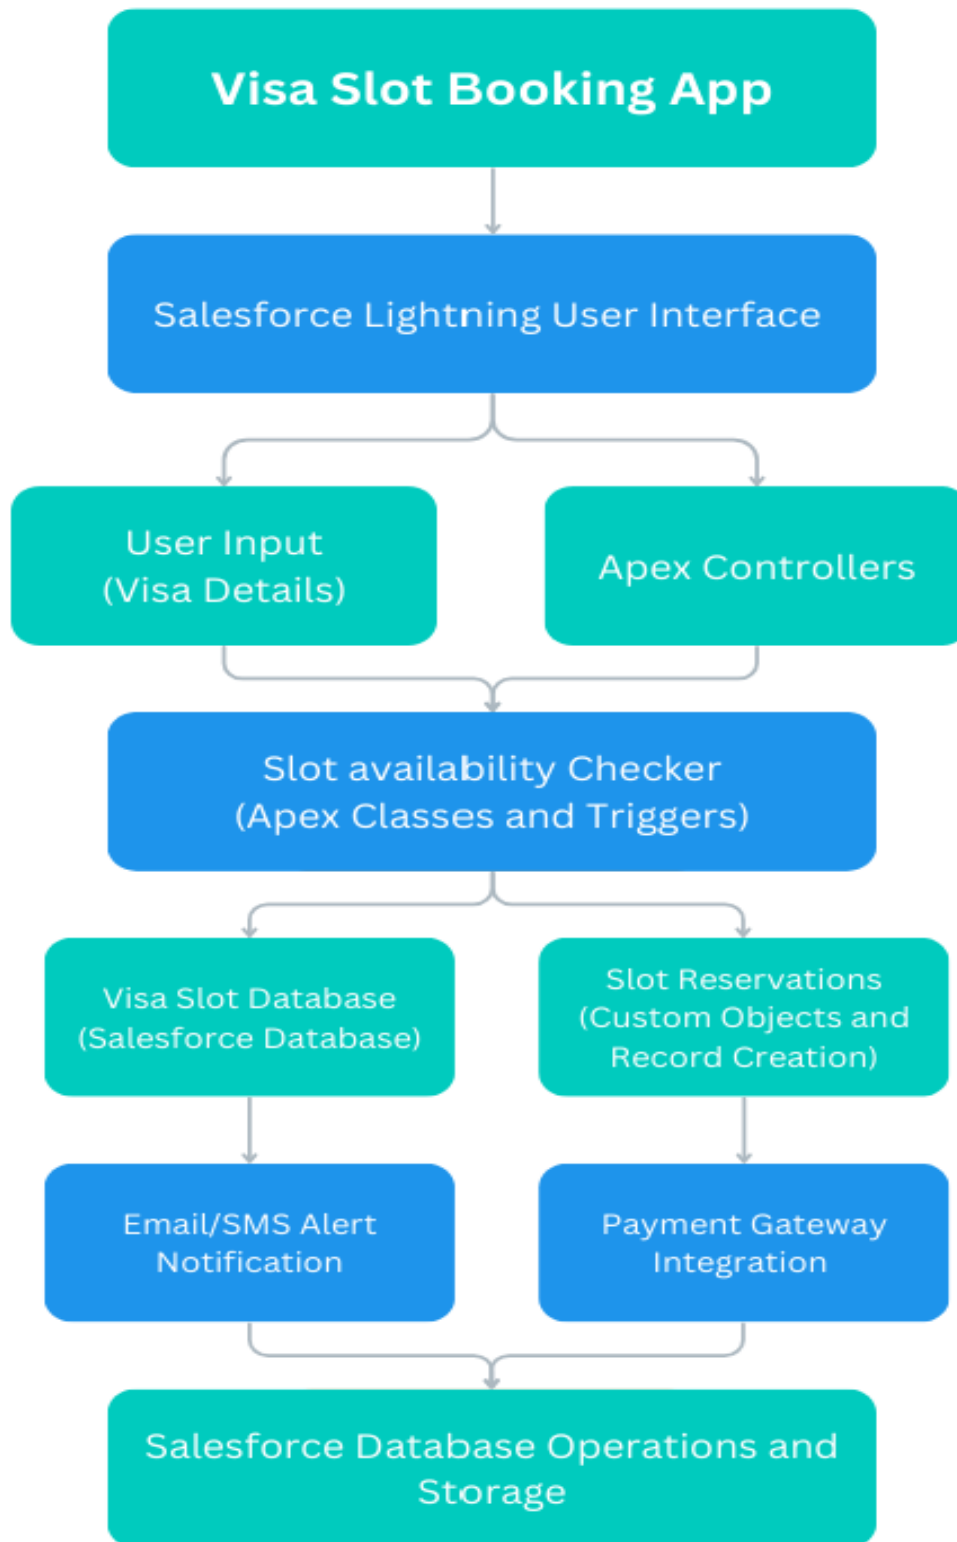 Visa Slot Booking App
Salesforce Lightning User Interface
User Input
(Visa Details)
Apex Controllers
Slot availability Checker
(Apex Classes and Triggers)
Visa Slot Database
(Salesforce Database)
Slot Reservations
(Custom Objects and
Record Creation)
Email/SMS Alert
Notification
Payment Gateway
Integration
Salesforce Database Operations and
Storage